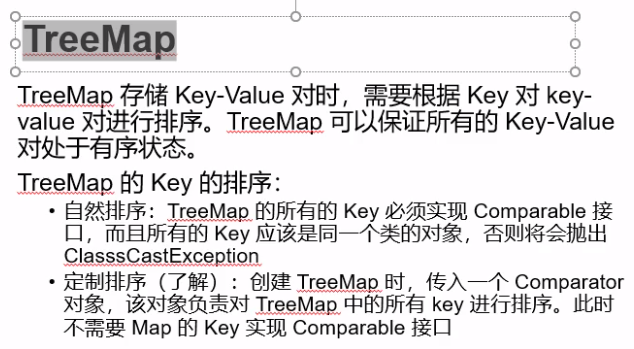 TreeMap
TreeMap 存储 Key-Value 对时，需要根据 Key 对 key-
value 对进行排序。TreeMap 可以保证所有的 Key-Value
对处于有序状态。
TreeMap 的 Key 的排序：
• 自然排序：TreeMap 的所有的 Key 必须实现 Comparable 接
口，而且所有的 Key 应该是同一个类的对象，否则将会抛出
ClasssCastException
• 定制排序（了解）：创建 TreeMap 时，传入一个 Comparator
对象，该对象负责对 TreeMap 中的所有 key 进行排序。此时
不需要 Map 的 Key 实现 Comparable 接口